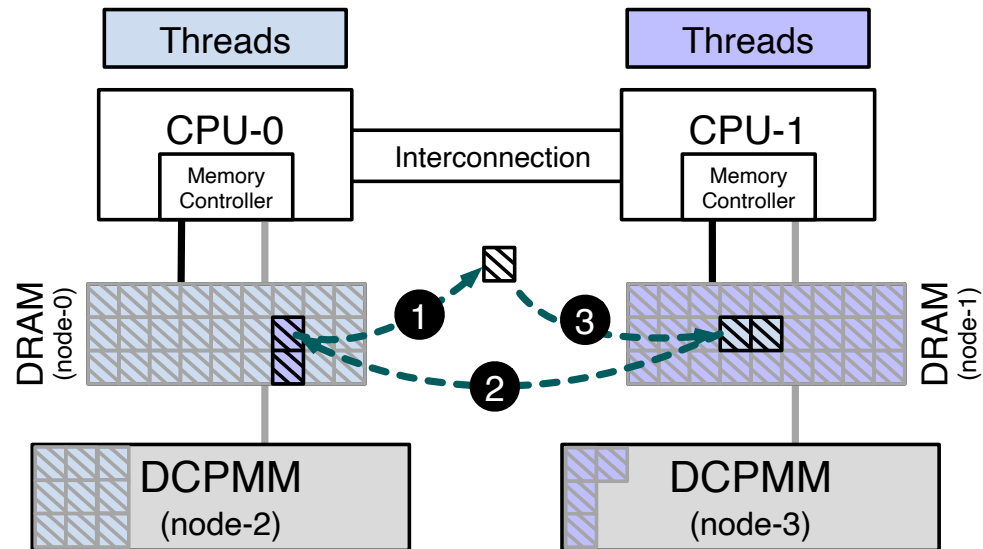 Threads
Threads
CPU-0
CPU-1
Interconnection
Memory
Controller
Memory
Controller
DRAM
(node-0)
1
3
2
DRAM
(node-1)
DCPMM
(node-2)
DCPMM
(node-3)